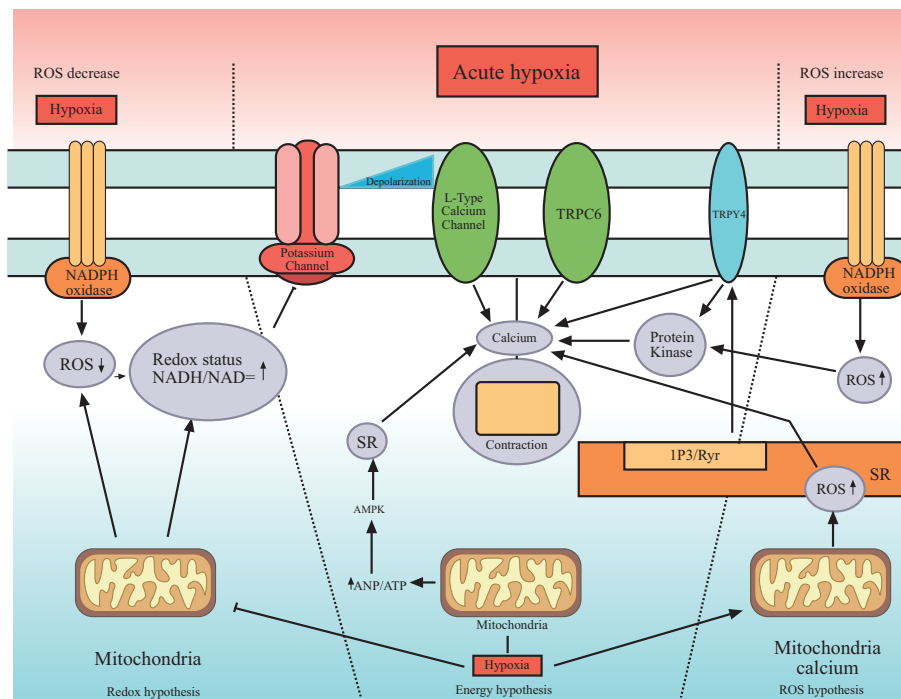 ROS decrease
Acute hypoxia
ROS increase
Hypoxia
Hypoxia
Depolarization
L-Type
Calcium
Channel
TRPC6
TRPY4
Potassium
Channel
NADPH
oxidase
NADPH
oxidase
ROS
Redox status
NADH/NAD=
Calcium
Protein
Kinase
ROS
Contraction
SR
1P3/Ryr
SR
ROS
AMPK
ANP/ATP
Mitochondria
Mitochondria
Hypoxia
Mitochondria
calcium
Redox hypothesis
Energy hypothesis
ROS hypothesis